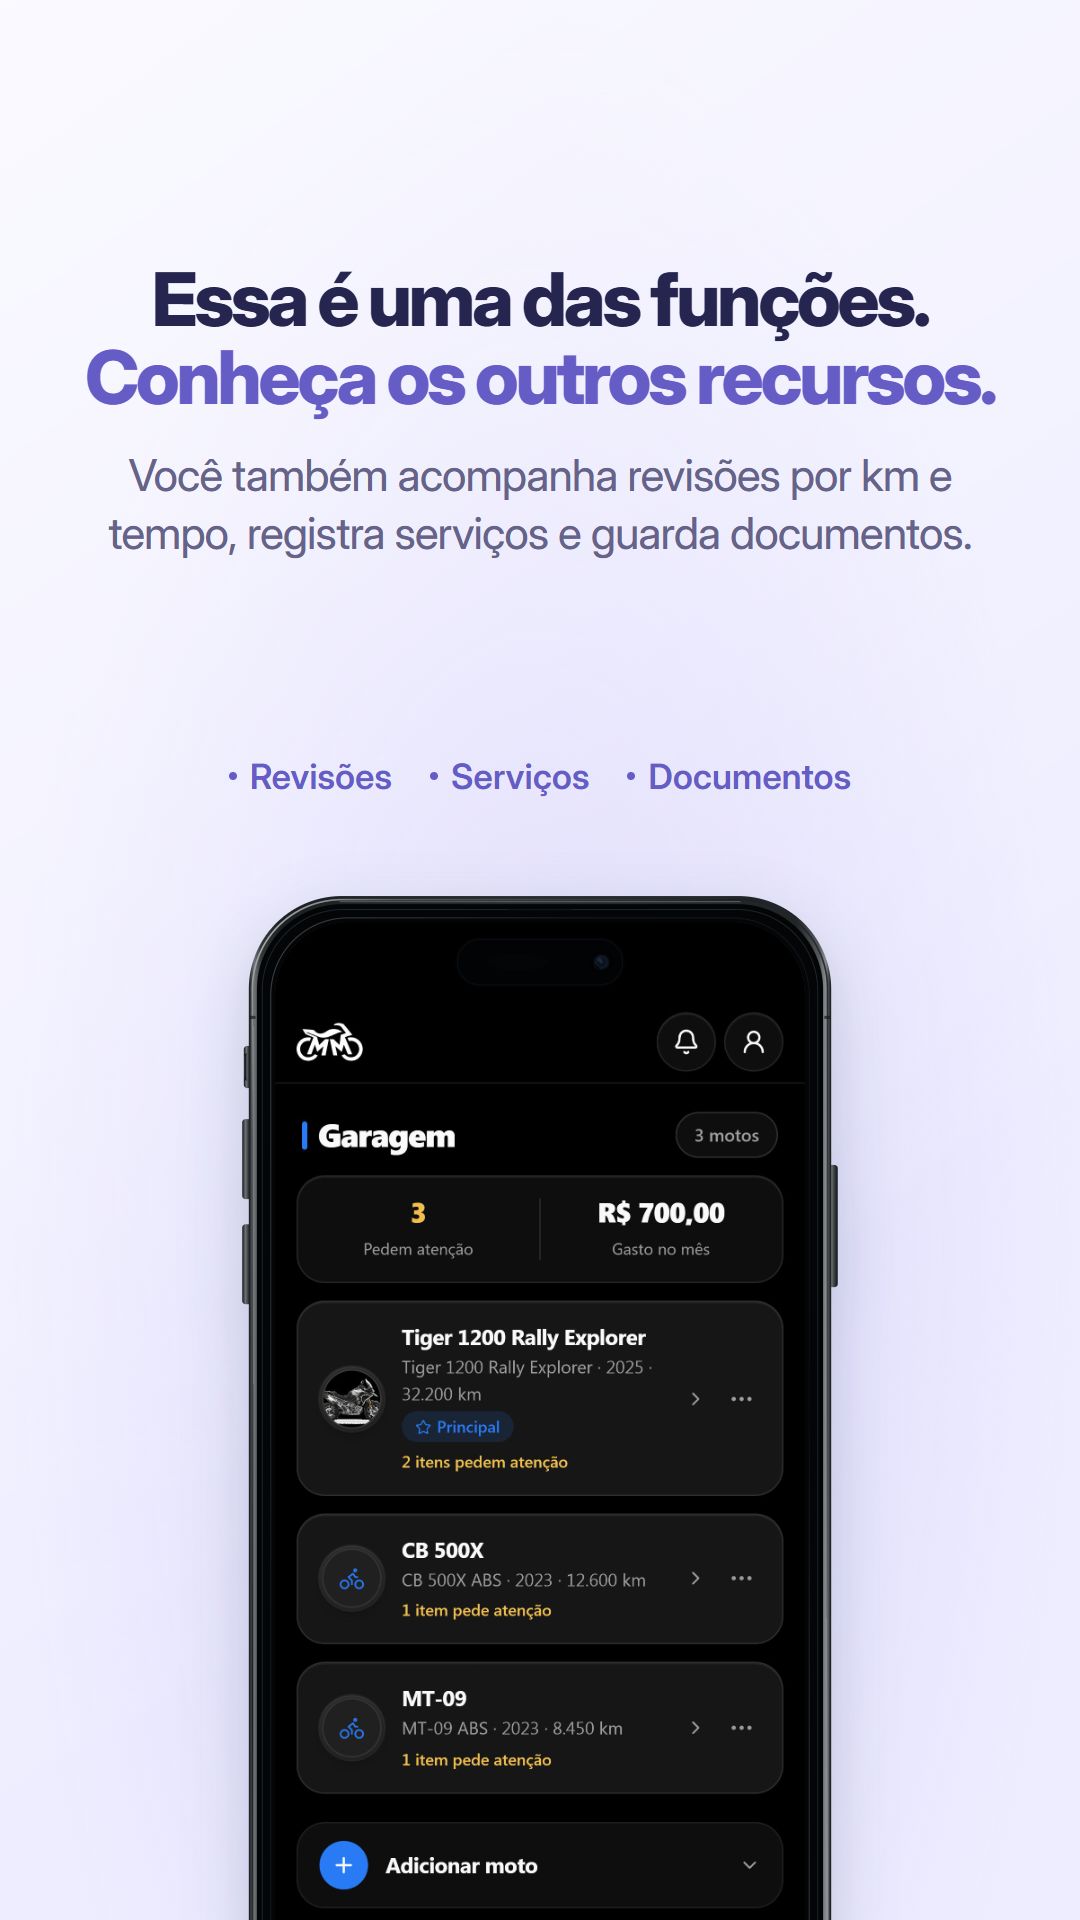 Essa é uma das funções.
Conheça os outros recursos.
Você também acompanha revisões por km e
tempo, registra serviços e guarda documentos.
• Revisões • Serviços • Documentos
MM
Garagem
3 motos
3
Pedem atenção
R$ 700,00
Gasto no mês
Tiger 1200 Rally Explorer
Tiger 1200 Rally Explorer · 2025 ·
32.200 km
Principal
2 itens pedem atenção
CB 500X
CB 500X ABS · 2023 · 12.600 km
1 item pede atenção
MT-09
MT-09 ABS · 2023 · 8.450 km
1 item pede atenção
Adicionar moto